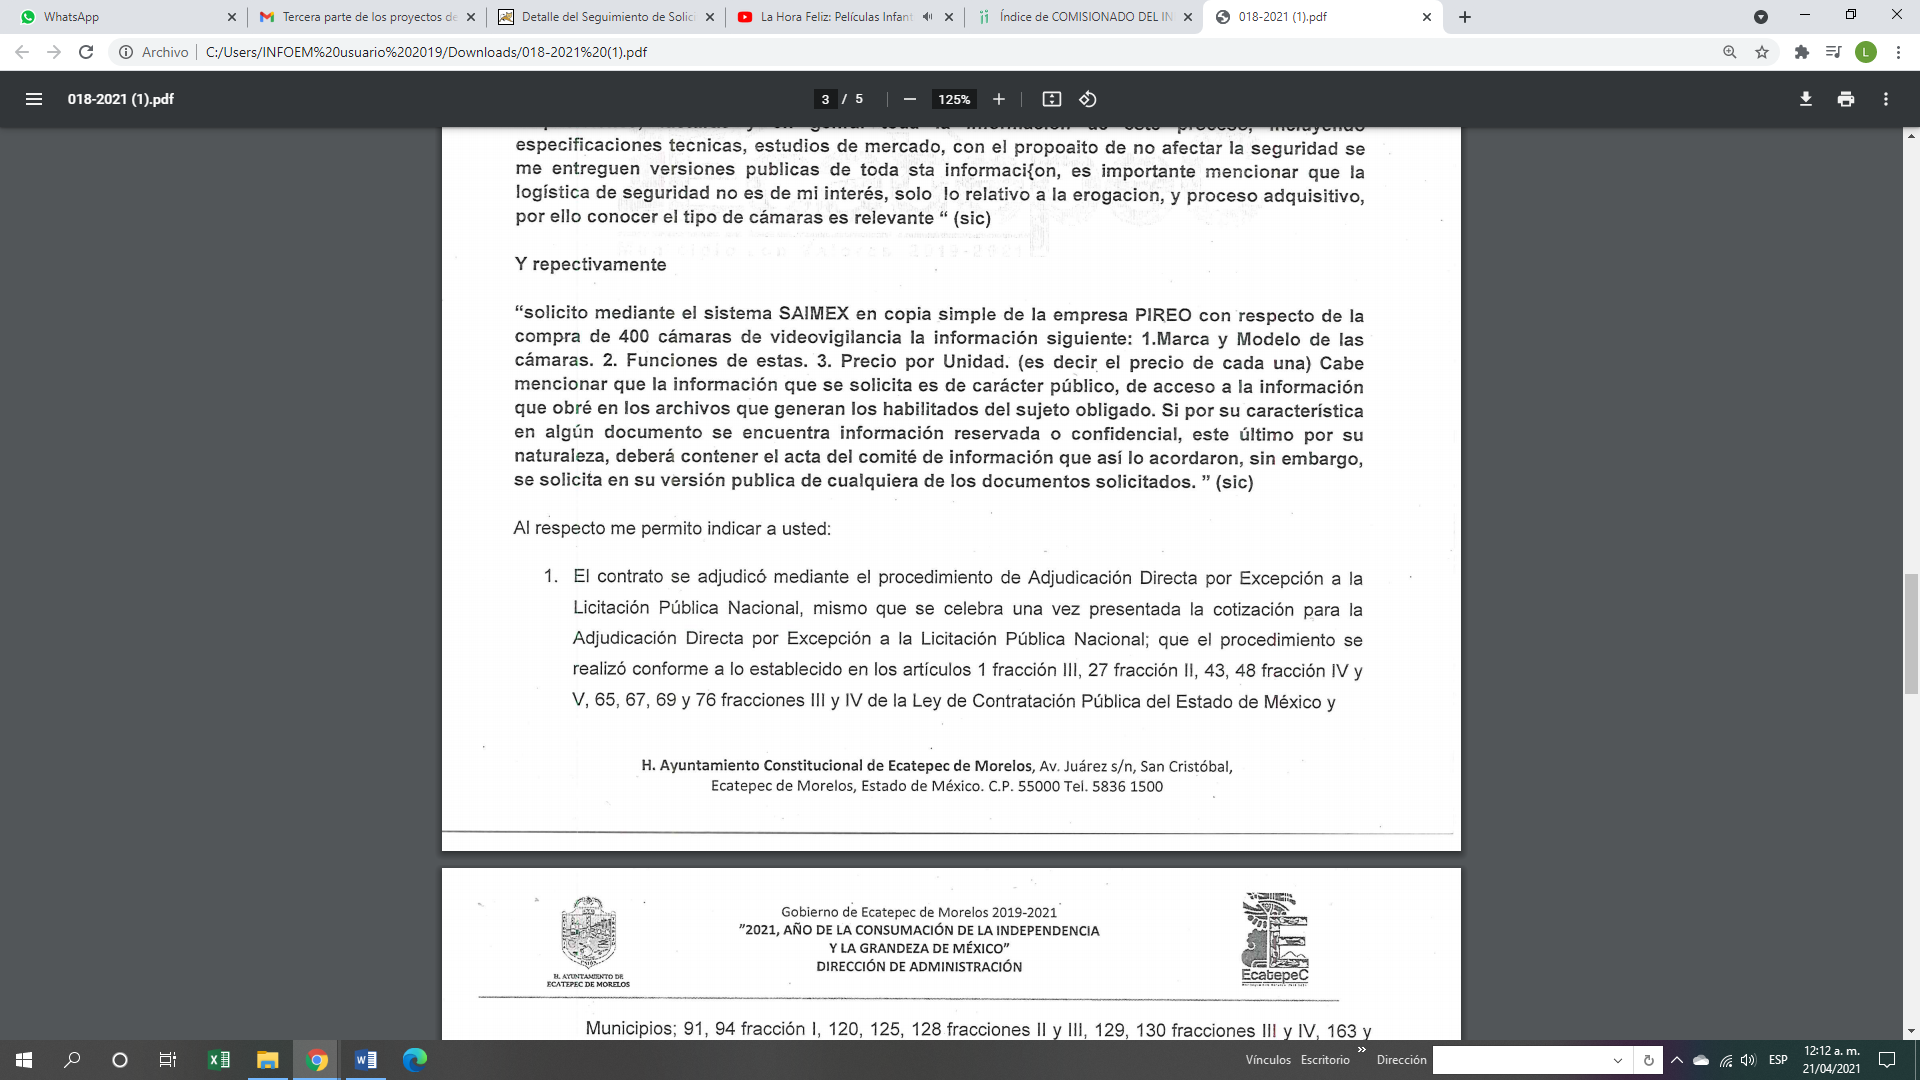 WhatsApp
Tercera parte de los proyectos de
Detalle del Seguimiento de Solici
La Hora Feliz: Películas Infant
Índice de COMISIONADO DEL IN
018-2021 (1).pdf
Archivo
C:/Users/INFOEM%20usuario%202019/Downloads/018-2021%20(1).pdf
L
018-2021 (1).pdf
3 / 5
125%
toda la información de este proceso, incluyendo
especificaciones tecnicas, estudios de mercado, con el propoaito de no afectar la seguridad se
me entreguen versiones publicas de toda sta informaci{on, es importante mencionar que la
logística de seguridad no es de mi interés, solo lo relativo a la erogacion, y proceso adquisitivo,
por ello conocer el tipo de cámaras es relevante “ (sic)
Y repectivamente
“solicito mediante el sistema SAIMEX en copia simple de la empresa PIREO con respecto de la
compra de 400 cámaras de videovigilancia la información siguiente: 1.Marca y Modelo de las
cámaras. 2. Funciones de estas. 3. Precio por Unidad. (es decir el precio de cada una) Cabe
mencionar que la información que se solicita es de carácter público, de acceso a la información
que obré en los archivos que generan los habilitados del sujeto obligado. Si por su característica
en algún documento se encuentra información reservada o confidencial, este último por su
naturaleza, deberá contener el acta del comité de información que así lo acordaron, sin embargo,
se solicita en su versión publica de cualquiera de los documentos solicitados. ” (sic)
Al respecto me permito indicar a usted:
1. El contrato se adjudicó mediante el procedimiento de Adjudicación Directa por Excepción a la
Licitación Pública Nacional, mismo que se celebra una vez presentada la cotización para la
Adjudicación Directa por Excepción a la Licitación Pública Nacional; que el procedimiento se
realizó conforme a lo establecido en los artículos 1 fracción III, 27 fracción II, 43, 48 fracción IV y
V, 65, 67, 69 y 76 fracciones III y IV de la Ley de Contratación Pública del Estado de México y
H. Ayuntamiento Constitucional de Ecatepec de Morelos, Av. Juárez s/n, San Cristóbal,
Ecatepec de Morelos, Estado de México. C.P. 55000 Tel. 5836 1500
H. AYUNTAMIENTO DE
ECATEPEC DE MORELOS
Gobierno de Ecatepec de Morelos 2019-2021
”2021, AÑO DE LA CONSUMACIÓN DE LA INDEPENDENCIA
Y LA GRANDEZA DE MÉXICO”
DIRECCIÓN DE ADMINISTRACIÓN
EcatepeC
Municipios; 91, 94 fracción I, 120, 125, 128 fracciones II y III, 129, 130 fracciones III y IV, 163 y
Vínculos
Escritorio
Dirección
ESP
12:12 a. m.
21/04/2021